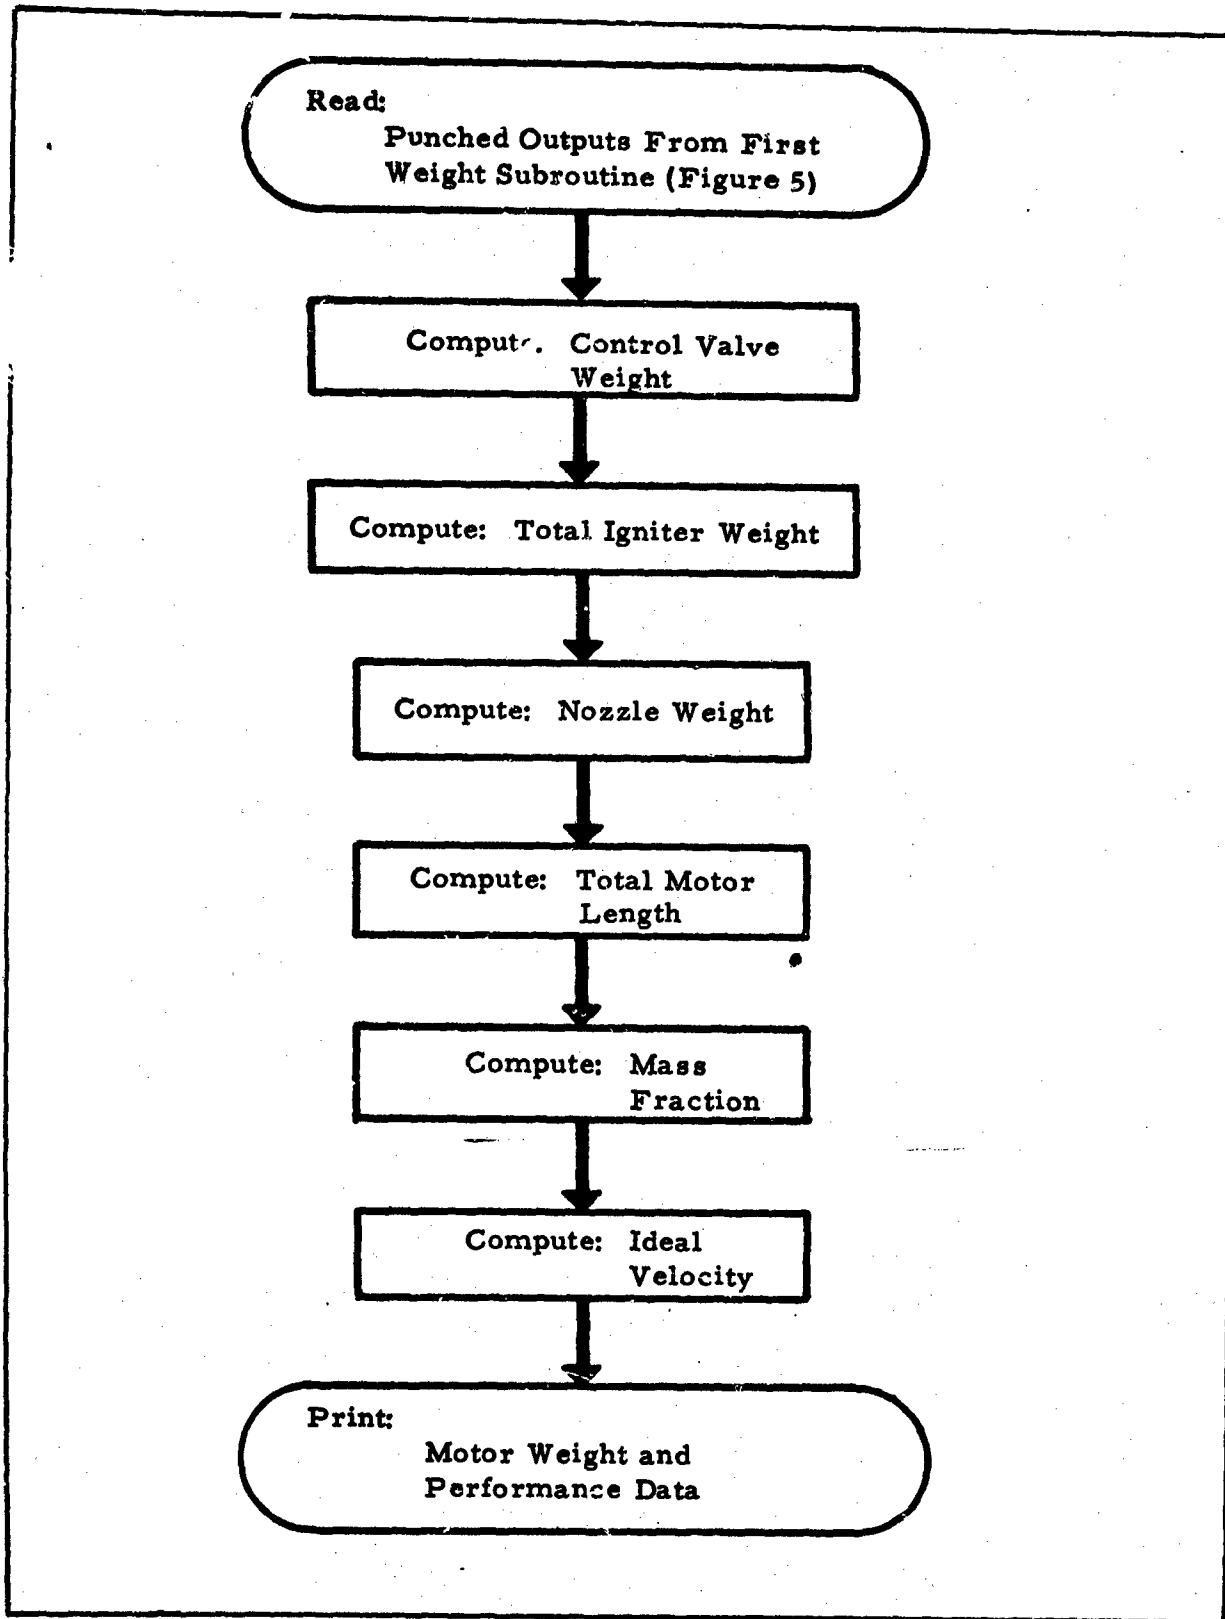 Read:
Punched Outputs From First
Weight Subroutine (Figure 5)
Compute. Control Valve
Weight
Compute: Total Igniter Weight
Compute: Nozzle Weight
Compute: Total Motor
Length
Compute: Mass
Fraction
Compute: Ideal
Velocity
Print:
Motor Weight and
Performance Data